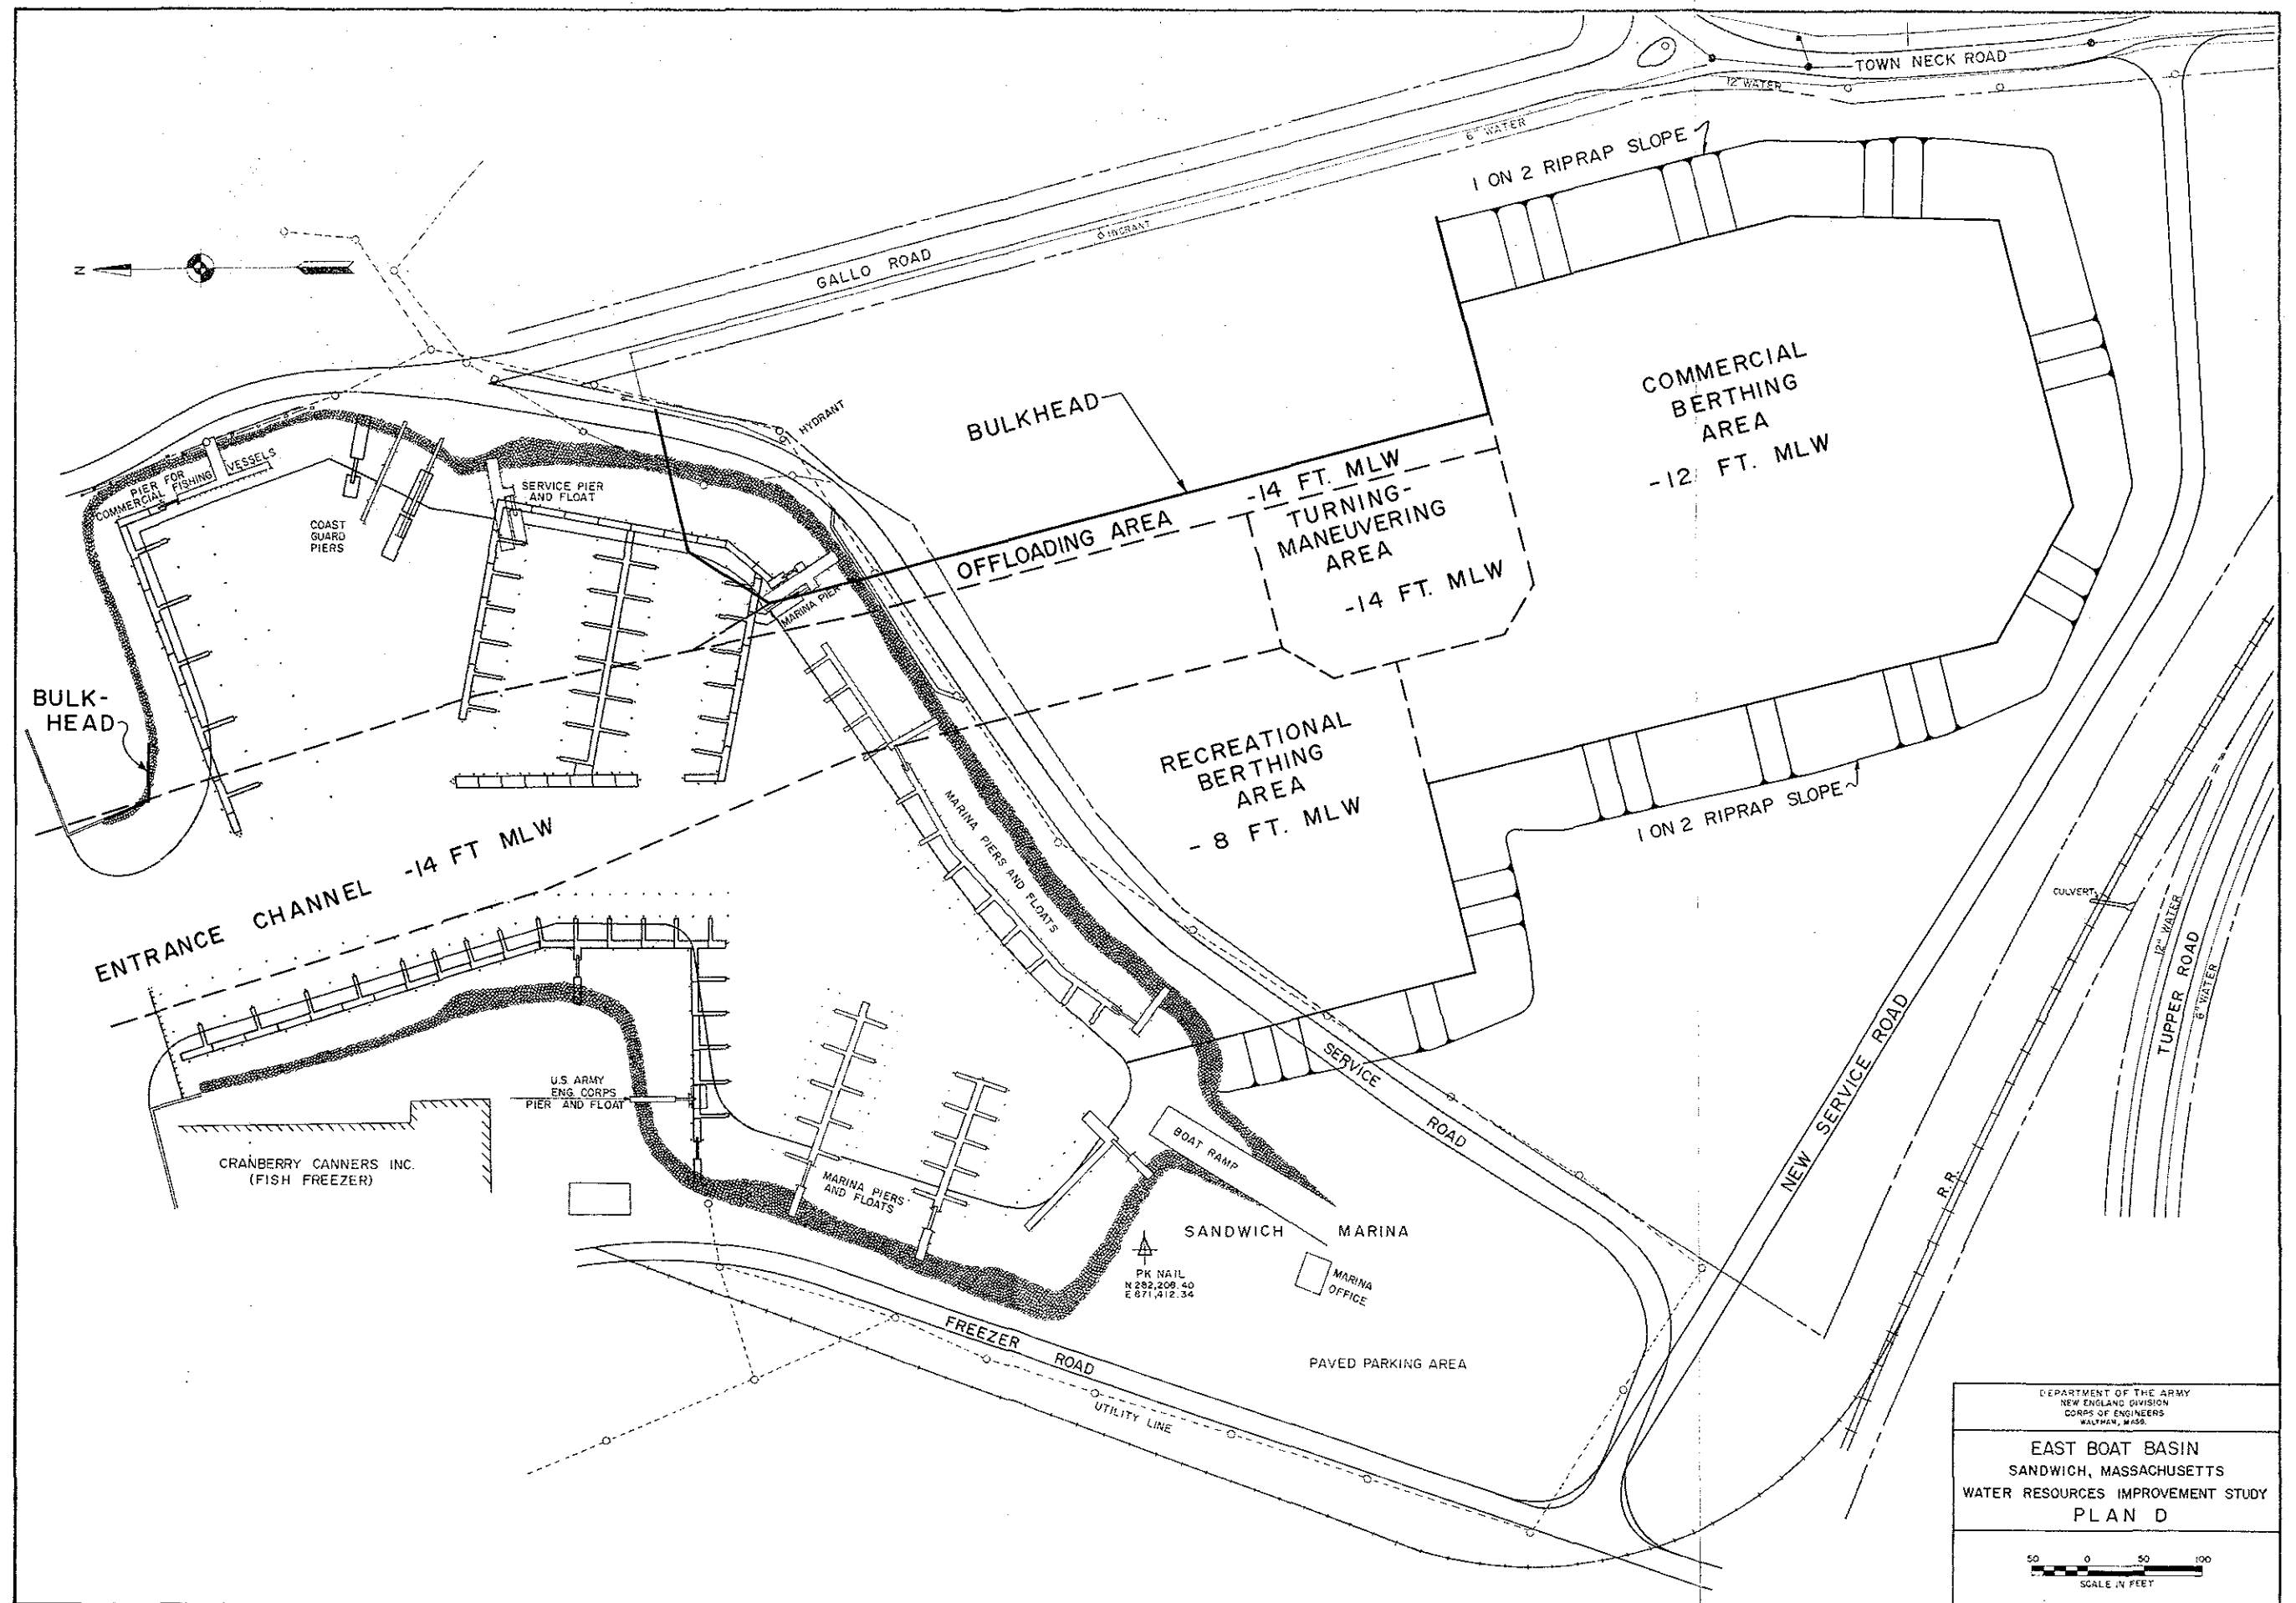 TOWN NECK ROAD
12" WATER
6" WATER
1 ON 2 RIPRAP SLOPE
HYDRANT
GALLO ROAD
N
COMMERCIAL
BERTHING
AREA
-12 FT. MLW
BULKHEAD
HYDRANT
-14 FT. MLW
OFFLOADING AREA
TURNING-
MANEUVERING
AREA
-14 FT. MLW
PIER FOR
COMMERCIAL FISHING VESSELS
SERVICE PIER
AND FLOAT
COAST
GUARD
PIERS
MARINA PIER
BULK-
HEAD
RECREATIONAL
BERTHING
AREA
- 8 FT. MLW
1 ON 2 RIPRAP SLOPE
MARINA PIERS AND FLOATS
ENTRANCE CHANNEL -14 FT MLW
CULVERT
12" WATER
TUPPER ROAD
6" WATER
NEW SERVICE ROAD
SERVICE
ROAD
R.R.
U.S. ARMY
ENG. CORPS
PIER AND FLOAT
CRANBERRY CANNERS INC.
(FISH FREEZER)
BOAT RAMP
MARINA PIERS
AND FLOATS
SANDWICH MARINA
PK NAIL
N 282,208.40
E 871,412.34
MARINA
OFFICE
FREEZER ROAD
PAVED PARKING AREA
UTILITY LINE
DEPARTMENT OF THE ARMY
NEW ENGLAND DIVISION
CORPS OF ENGINEERS
WALTHAM, MASS.
EAST BOAT BASIN
SANDWICH, MASSACHUSETTS
WATER RESOURCES IMPROVEMENT STUDY
PLAN D
50 0 50 100
SCALE IN FEET